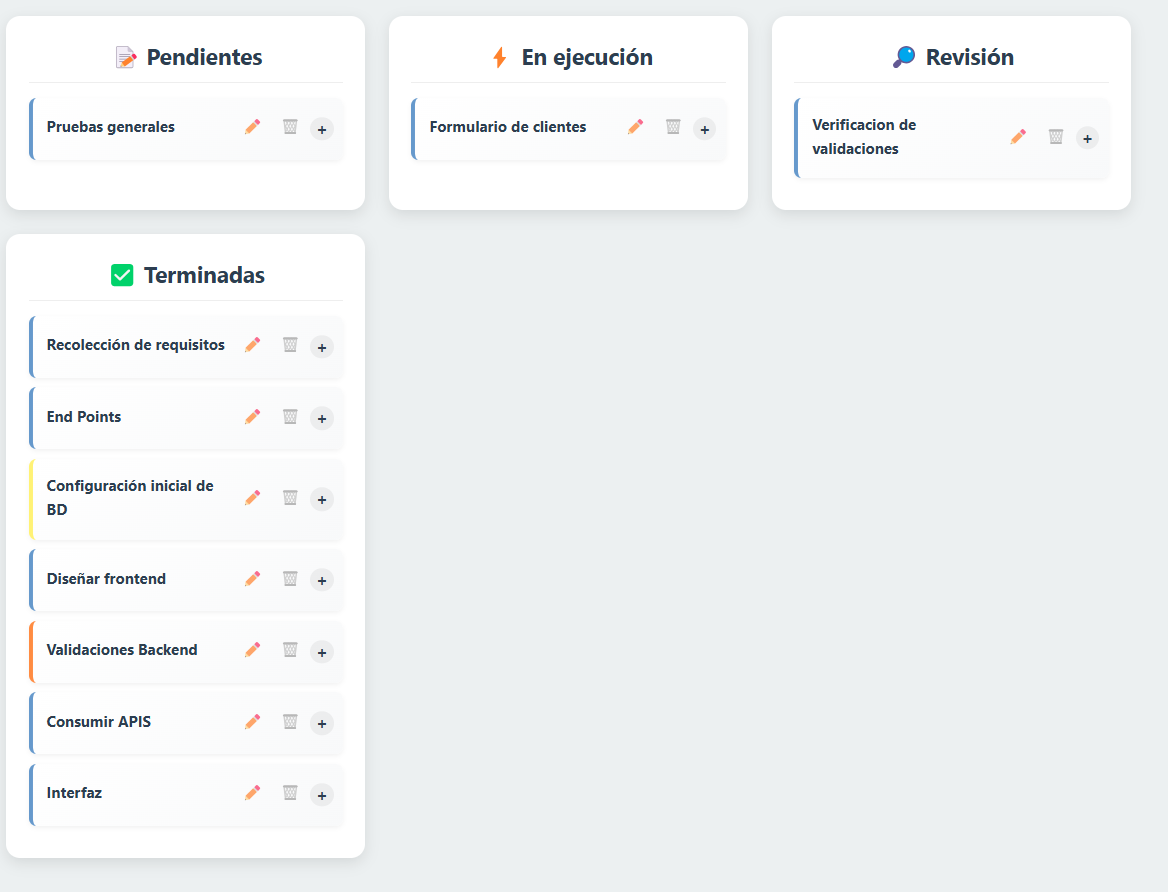 Pendientes
Pruebas generales
+
En ejecución
Formulario de clientes
+
Revisión
Verificacion de
validaciones
+
Terminadas
Recolección de requisitos
+
End Points
+
Configuración inicial de
BD
+
Diseñar frontend
+
Validaciones Backend
+
Consumir APIS
+
Interfaz
+